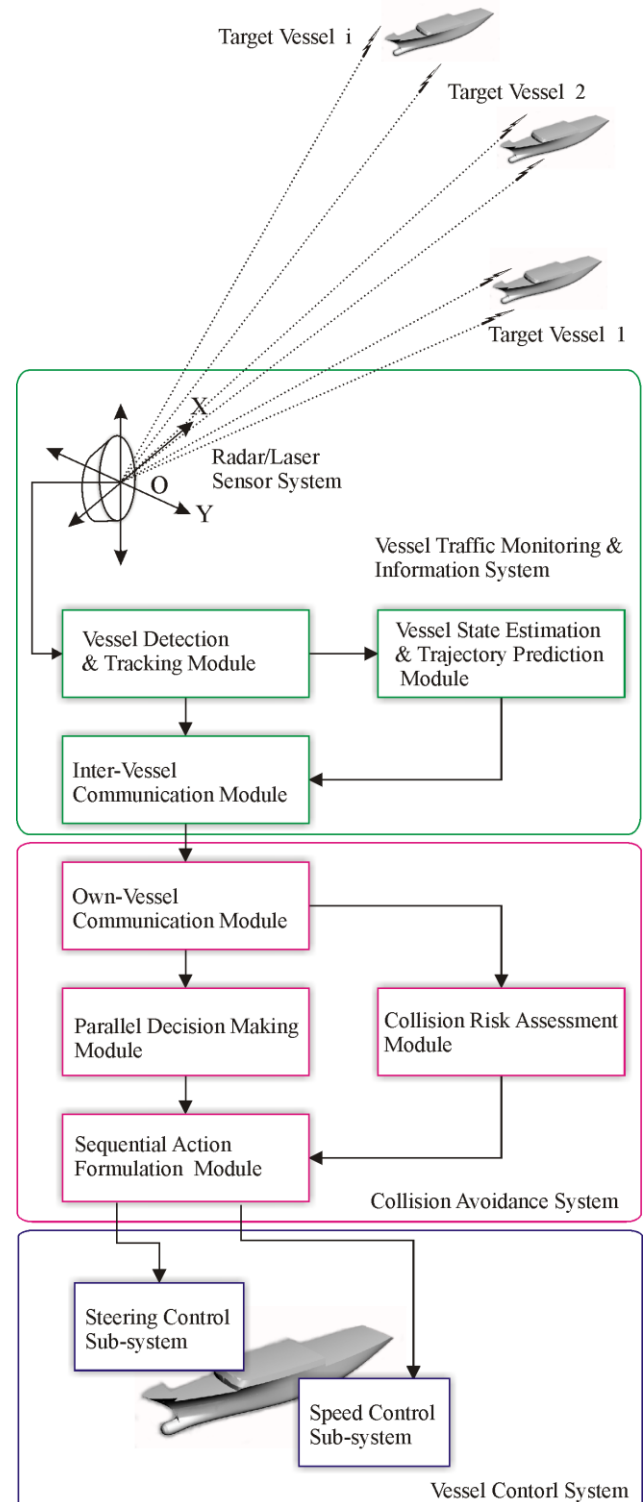 Target Vessel i
Target Vessel 2
Target Vessel 1
X
Radar/Laser
Sensor System
O
Y
Vessel Traffic Monitoring &
Information System
Vessel Detection
& Tracking Module
Vessel State Estimation
& Trajectory Prediction
Module
Inter-Vessel
Communication Module
Own-Vessel
Communication Module
Parallel Decision Making
Module
Collision Risk Assessment
Module
Sequential Action
Formulation Module
Collision Avoidance System
Steering Control
Sub-system
Speed Control
Sub-system
Vessel Contorl System